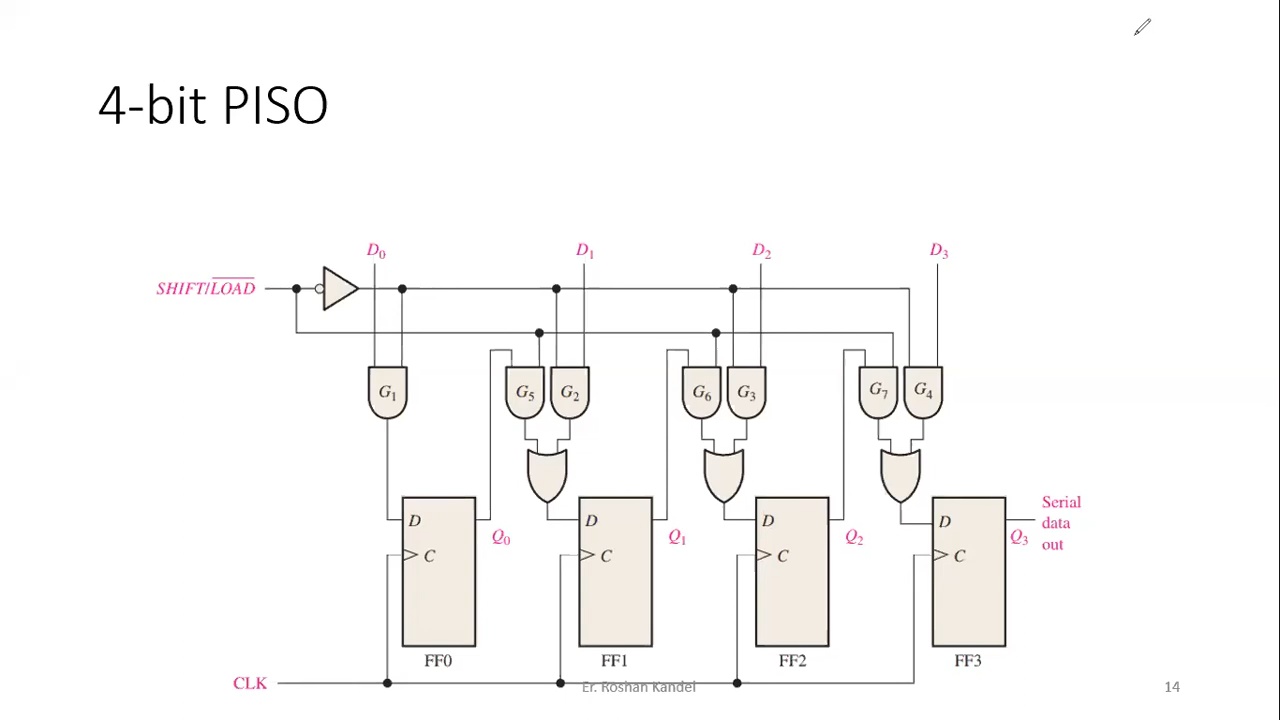 4-bit PISO
D₀ D₁ D₂ D₃
SHIFT/L̅O̅A̅D̅
G₁ G₅ G₂ G₆ G₃ G₇ G₄
Serial
data
out
D Q₀ D Q₁ D Q₂ D Q₃
C C C C
FF0 FF1 FF2 FF3
CLK
Er. Roshan Kandel
14